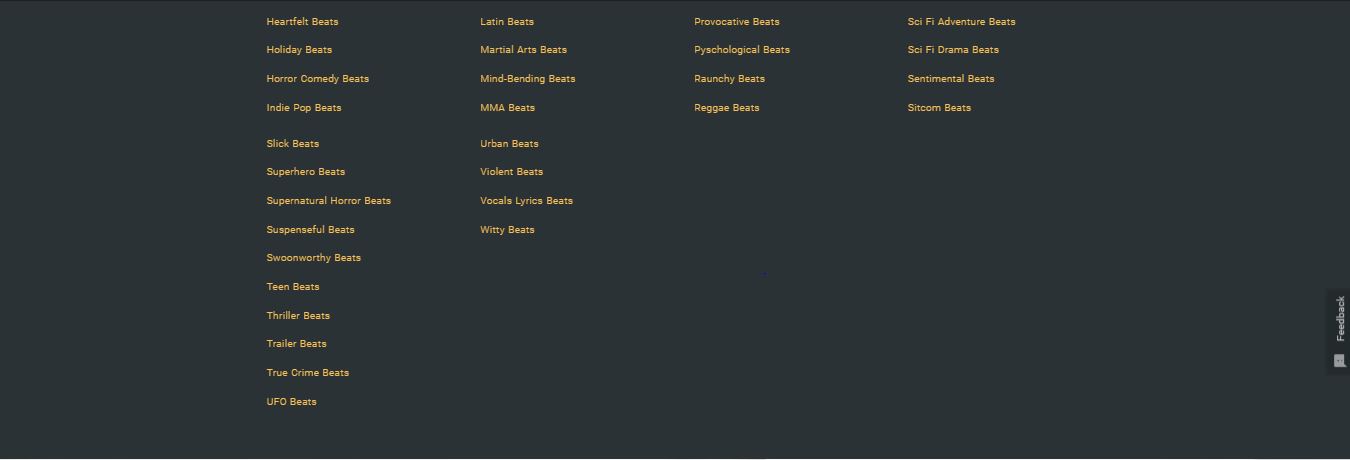 Heartfelt Beats
Holiday Beats
Horror Comedy Beats
Indie Pop Beats
Latin Beats
Martial Arts Beats
Mind-Bending Beats
MMA Beats
Provocative Beats
Pyschological Beats
Raunchy Beats
Reggae Beats
Sci Fi Adventure Beats
Sci Fi Drama Beats
Sentimental Beats
Sitcom Beats
Slick Beats
Superhero Beats
Supernatural Horror Beats
Suspenseful Beats
Swoonworthy Beats
Teen Beats
Thriller Beats
Trailer Beats
True Crime Beats
UFO Beats
Urban Beats
Violent Beats
Vocals Lyrics Beats
Witty Beats
Feedback